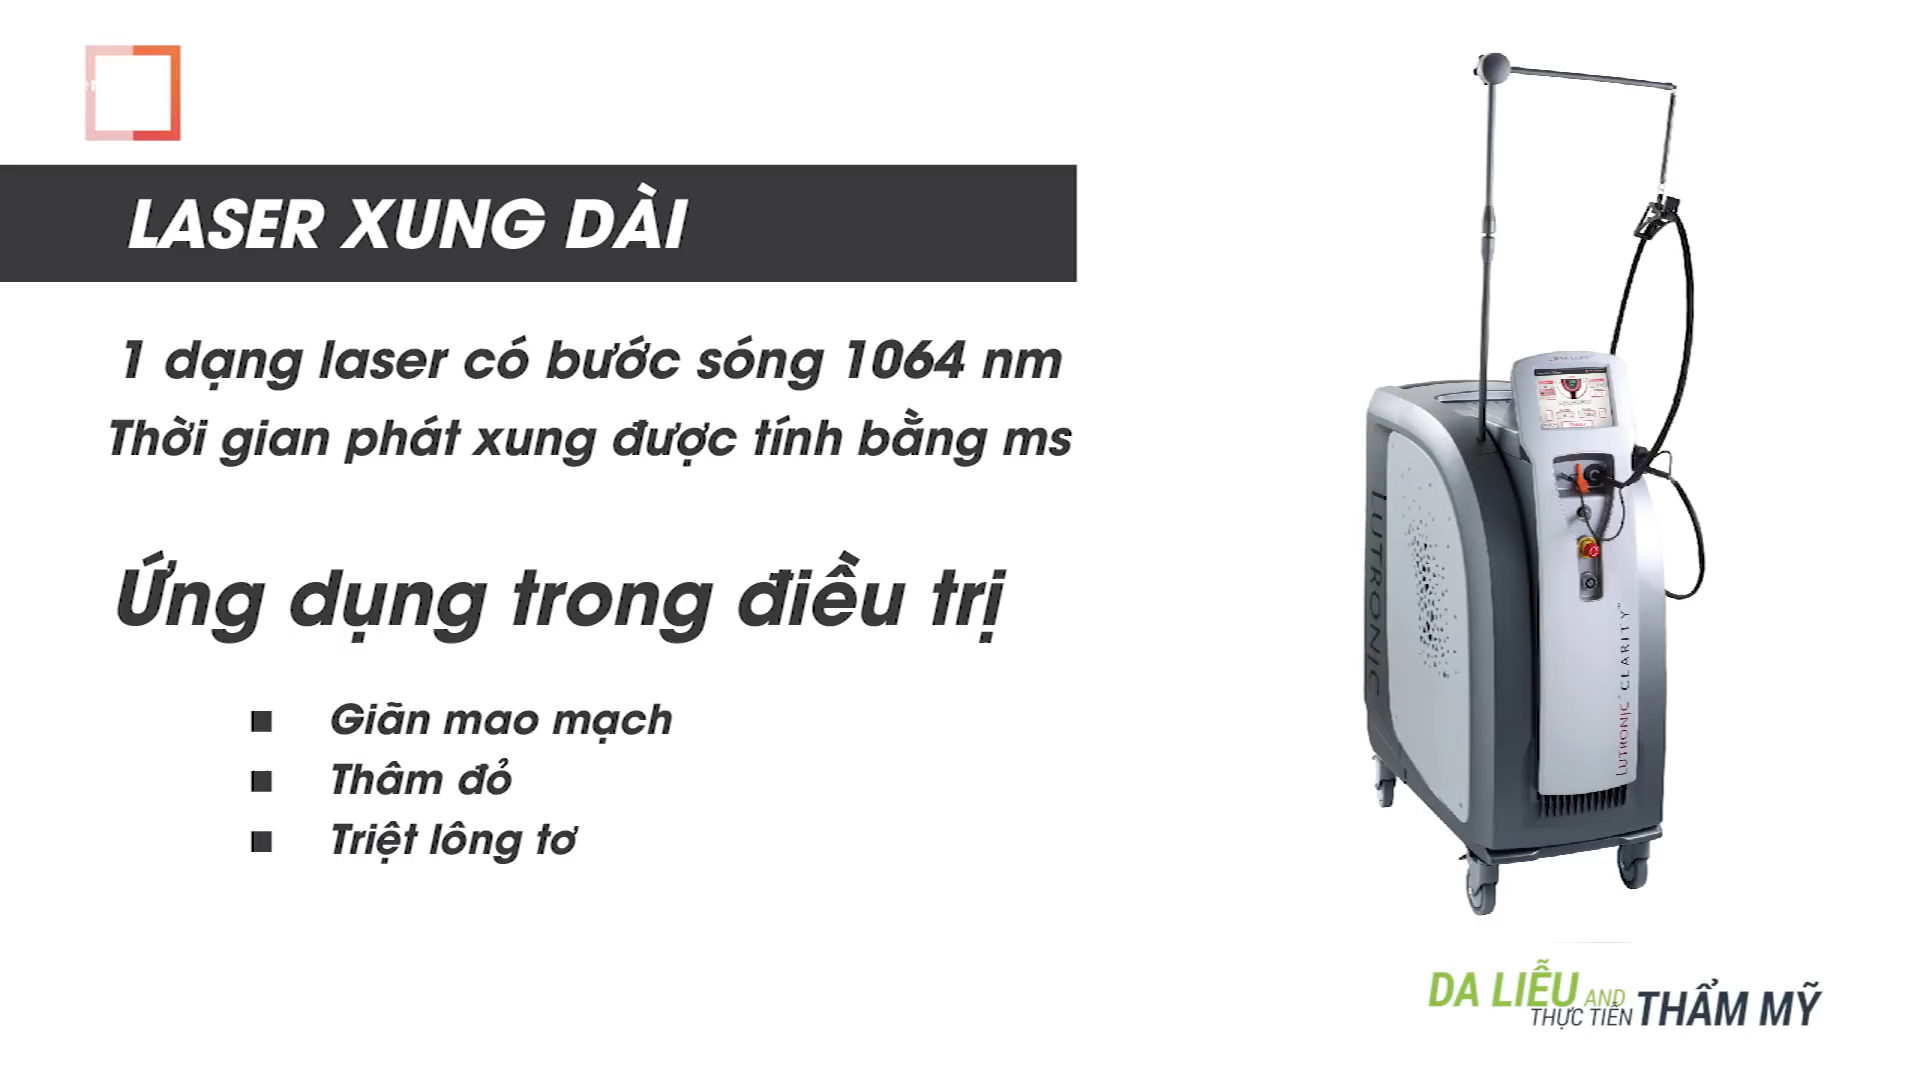 LASER XUNG DÀI
1 dạng laser có bước sóng 1064 nm
Thời gian phát xung được tính bằng ms
Ứng dụng trong điều trị
Giãn mao mạch
Thâm đỏ
Triệt lông tơ
LUTRONIC
LUTRONIC CLARITY™
DA LIỄU AND THẨM MỸ
THỰC TIỄN